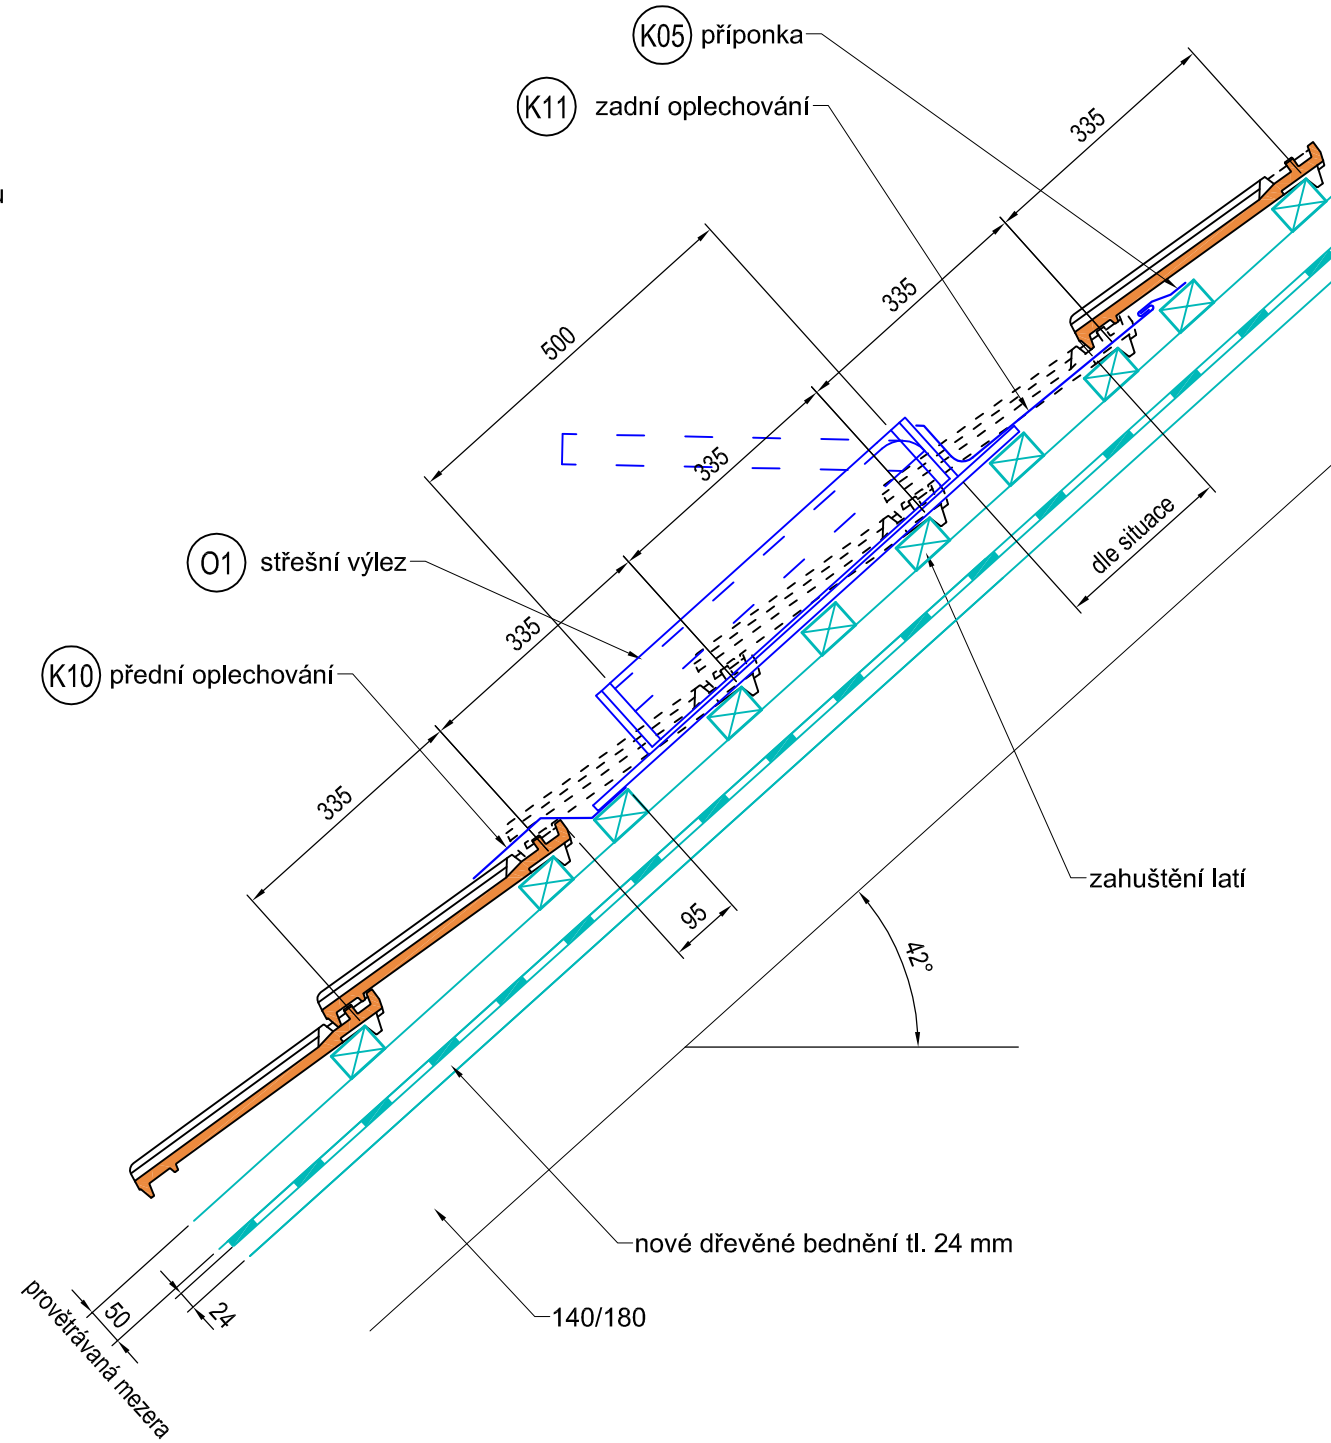 K05 příponka
K11 zadní oplechování
335
335
500
335
dle situace
O1 střešní výlez
335
K10 přední oplechování
335
zahuštění latí
95
42°
nové dřevěné bednění tl. 24 mm
140/180
50
24
provětrávaná mezera